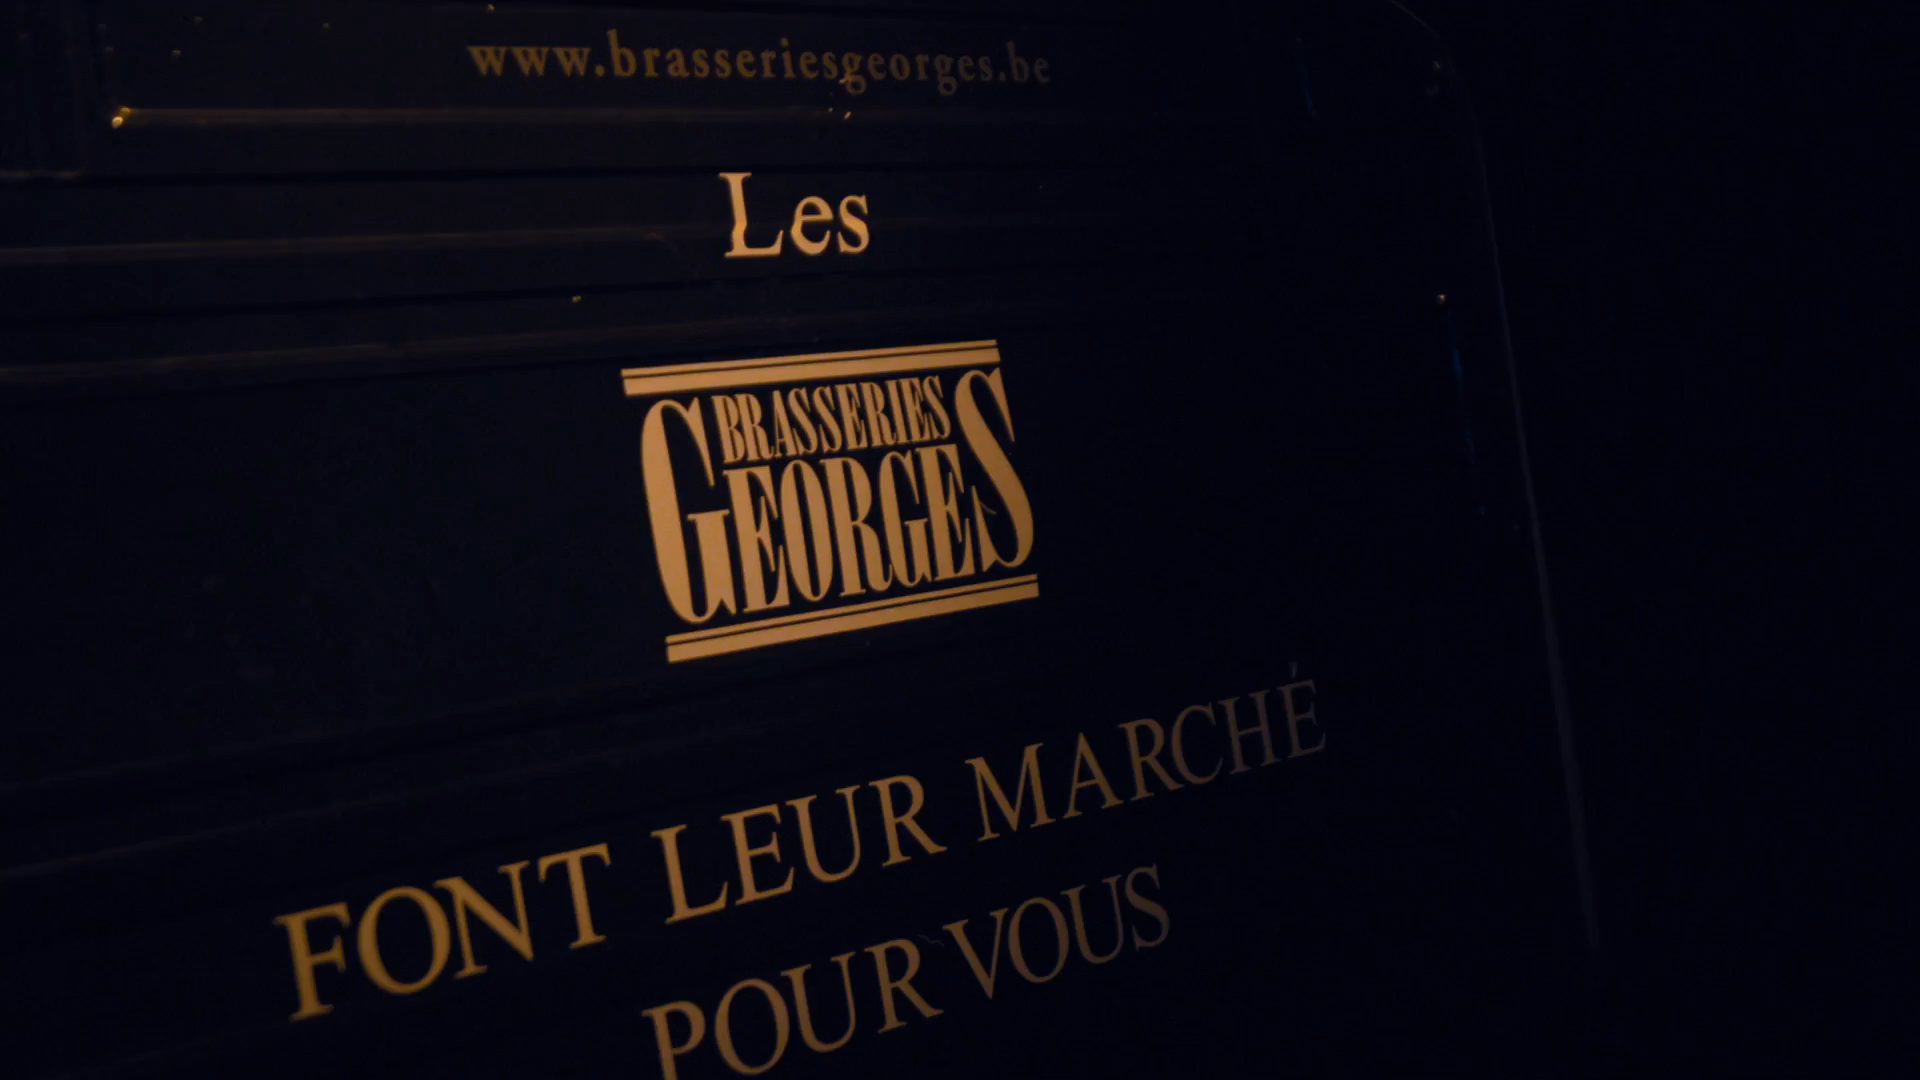 www.brasseriesgeorges.be
Les
BRASSERIES
GEORGES
FONT LEUR MARCHÉ
POUR VOUS